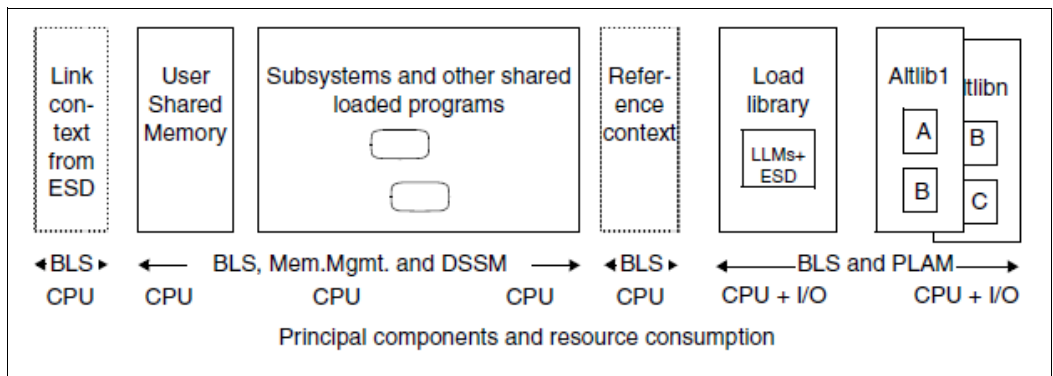 Link
con-
text
from
ESD
User
Shared
Memory
Subsystems and other shared
loaded programs
Refer-
ence
context
Load
library
LLMs+
ESD
Altlib1
A
B
tlibn
B
C
BLS
CPU
BLS, Mem.Mgmt. and DSSM
CPU
CPU
CPU
BLS
CPU
BLS and PLAM
CPU + I/O
CPU + I/O
Principal components and resource consumption